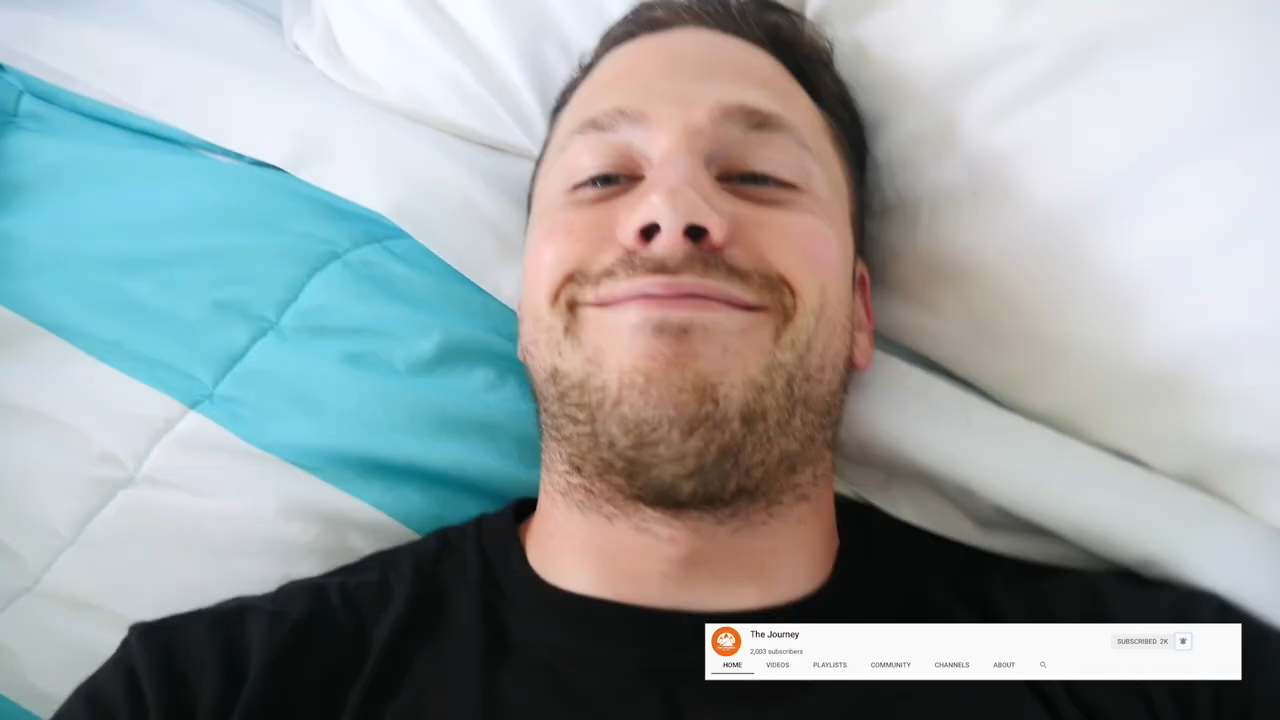 The Journey
2,003 subscribers
SUBSCRIBED 2K
HOME VIDEOS PLAYLISTS COMMUNITY CHANNELS ABOUT